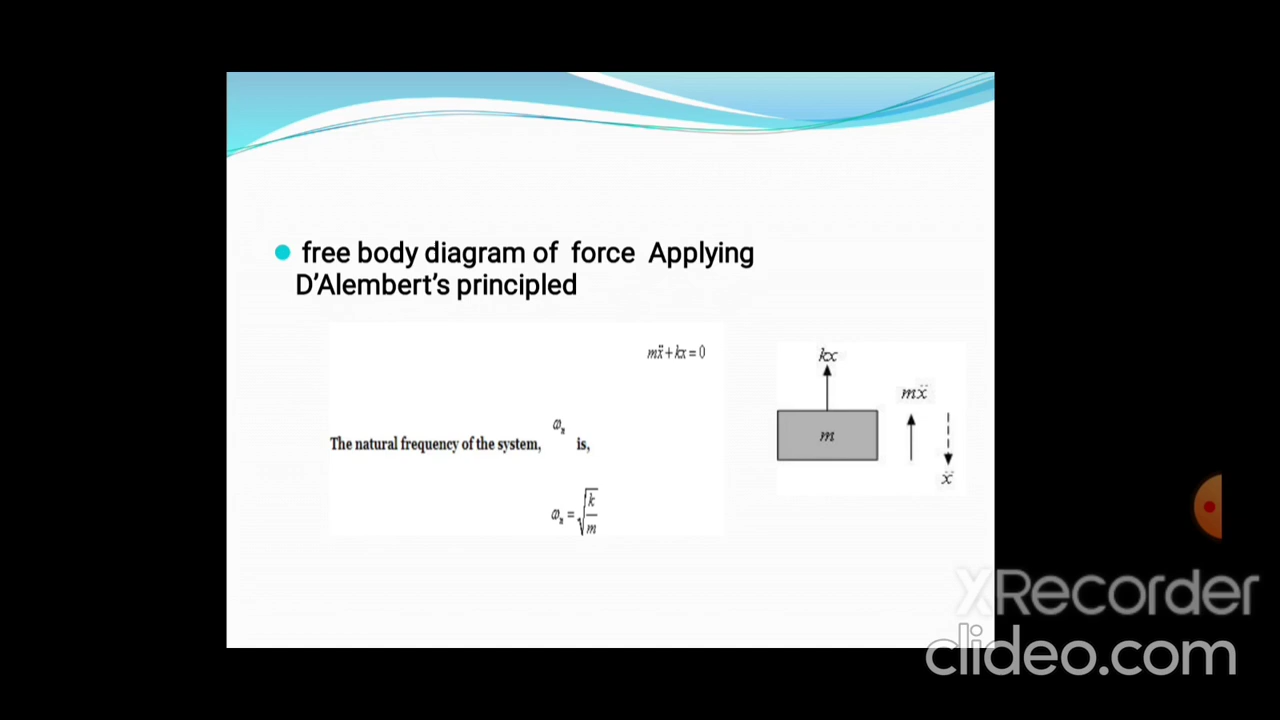 free body diagram of force Applying
D’Alembert’s principled
mẍ + kx = 0
The natural frequency of the system, ωₙ is,
ωₙ = √(k/m)
kx
mẍ
m
ẍ
XRecorder
clideo.com